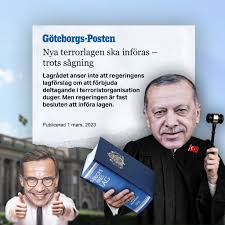 Göteborgs-Posten
Nya terrorlagen ska införas –
trots sågning
Lagrådet anser inte att regeringens
lagförslag om att förbjuda
deltagande i terroristorganisation
duger. Men regeringen är fast
besluten att införa lagen.
Publicerad 1 mars, 2023